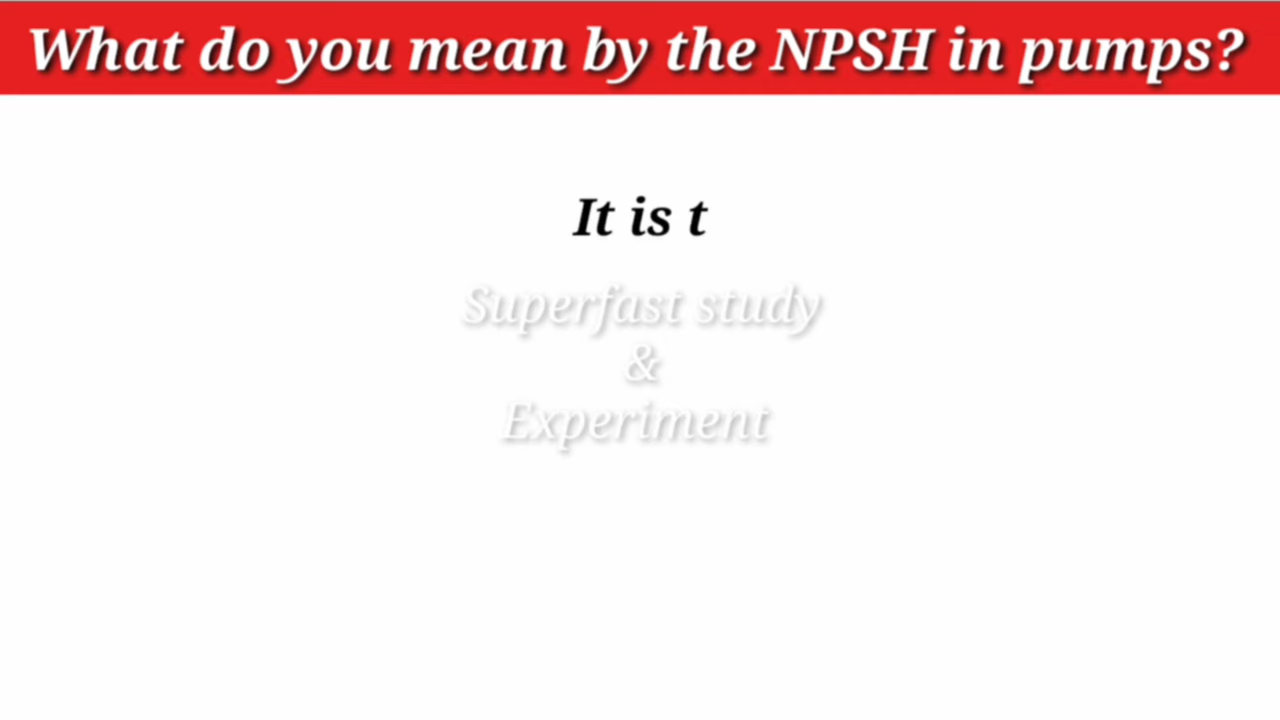 What do you mean by the NPSH in pumps?
It is t
Superfast study
&
Experiment